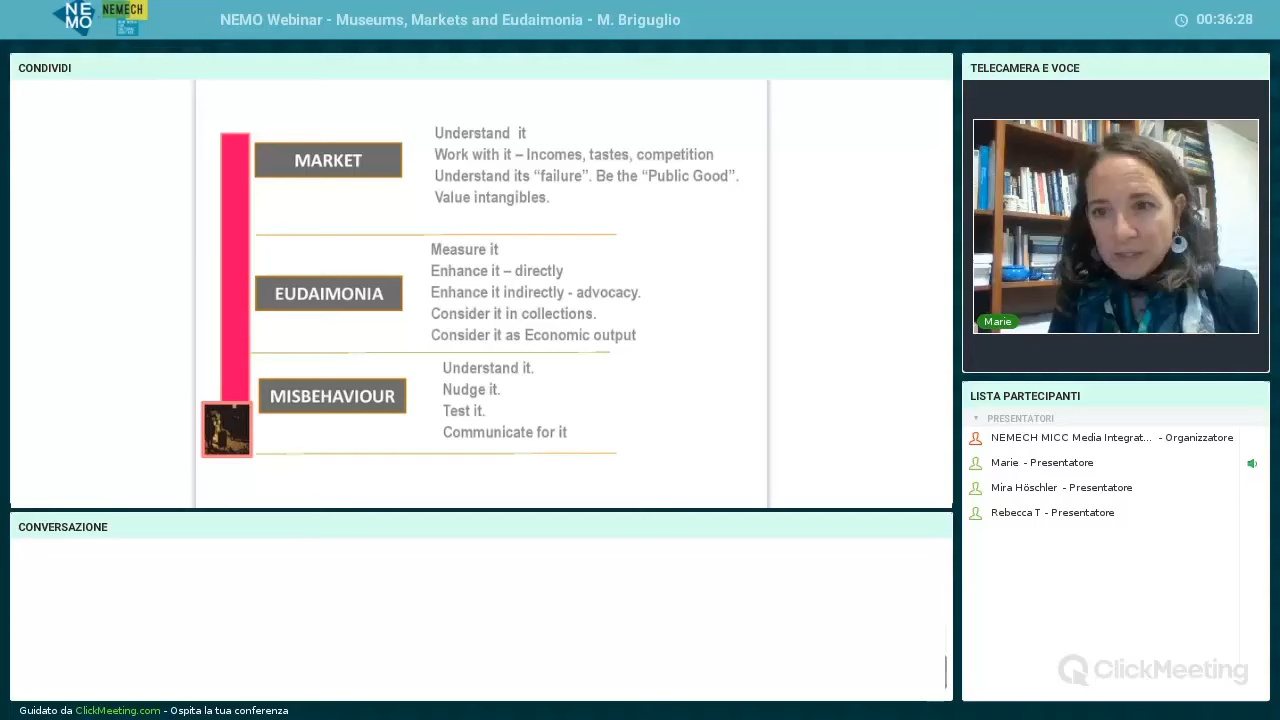 NE
MO
NEMECH
NEMO Webinar - Museums, Markets and Eudaimonia - M. Briguglio
00:36:28
CONDIVIDI
MARKET
Understand it
Work with it – Incomes, tastes, competition
Understand its “failure”. Be the “Public Good”.
Value intangibles.
EUDAIMONIA
Measure it
Enhance it – directly
Enhance it indirectly - advocacy.
Consider it in collections.
Consider it as Economic output
MISBEHAVIOUR
Understand it.
Nudge it.
Test it.
Communicate for it
TELECAMERA E VOCE
Marie
LISTA PARTECIPANTI
PRESENTATORI
NEMECH MICC Media Integrat... - Organizzatore
Marie - Presentatore
Mira Höschler - Presentatore
Rebecca T - Presentatore
CONVERSAZIONE
ClickMeeting
Guidato da ClickMeeting.com - Ospita la tua conferenza